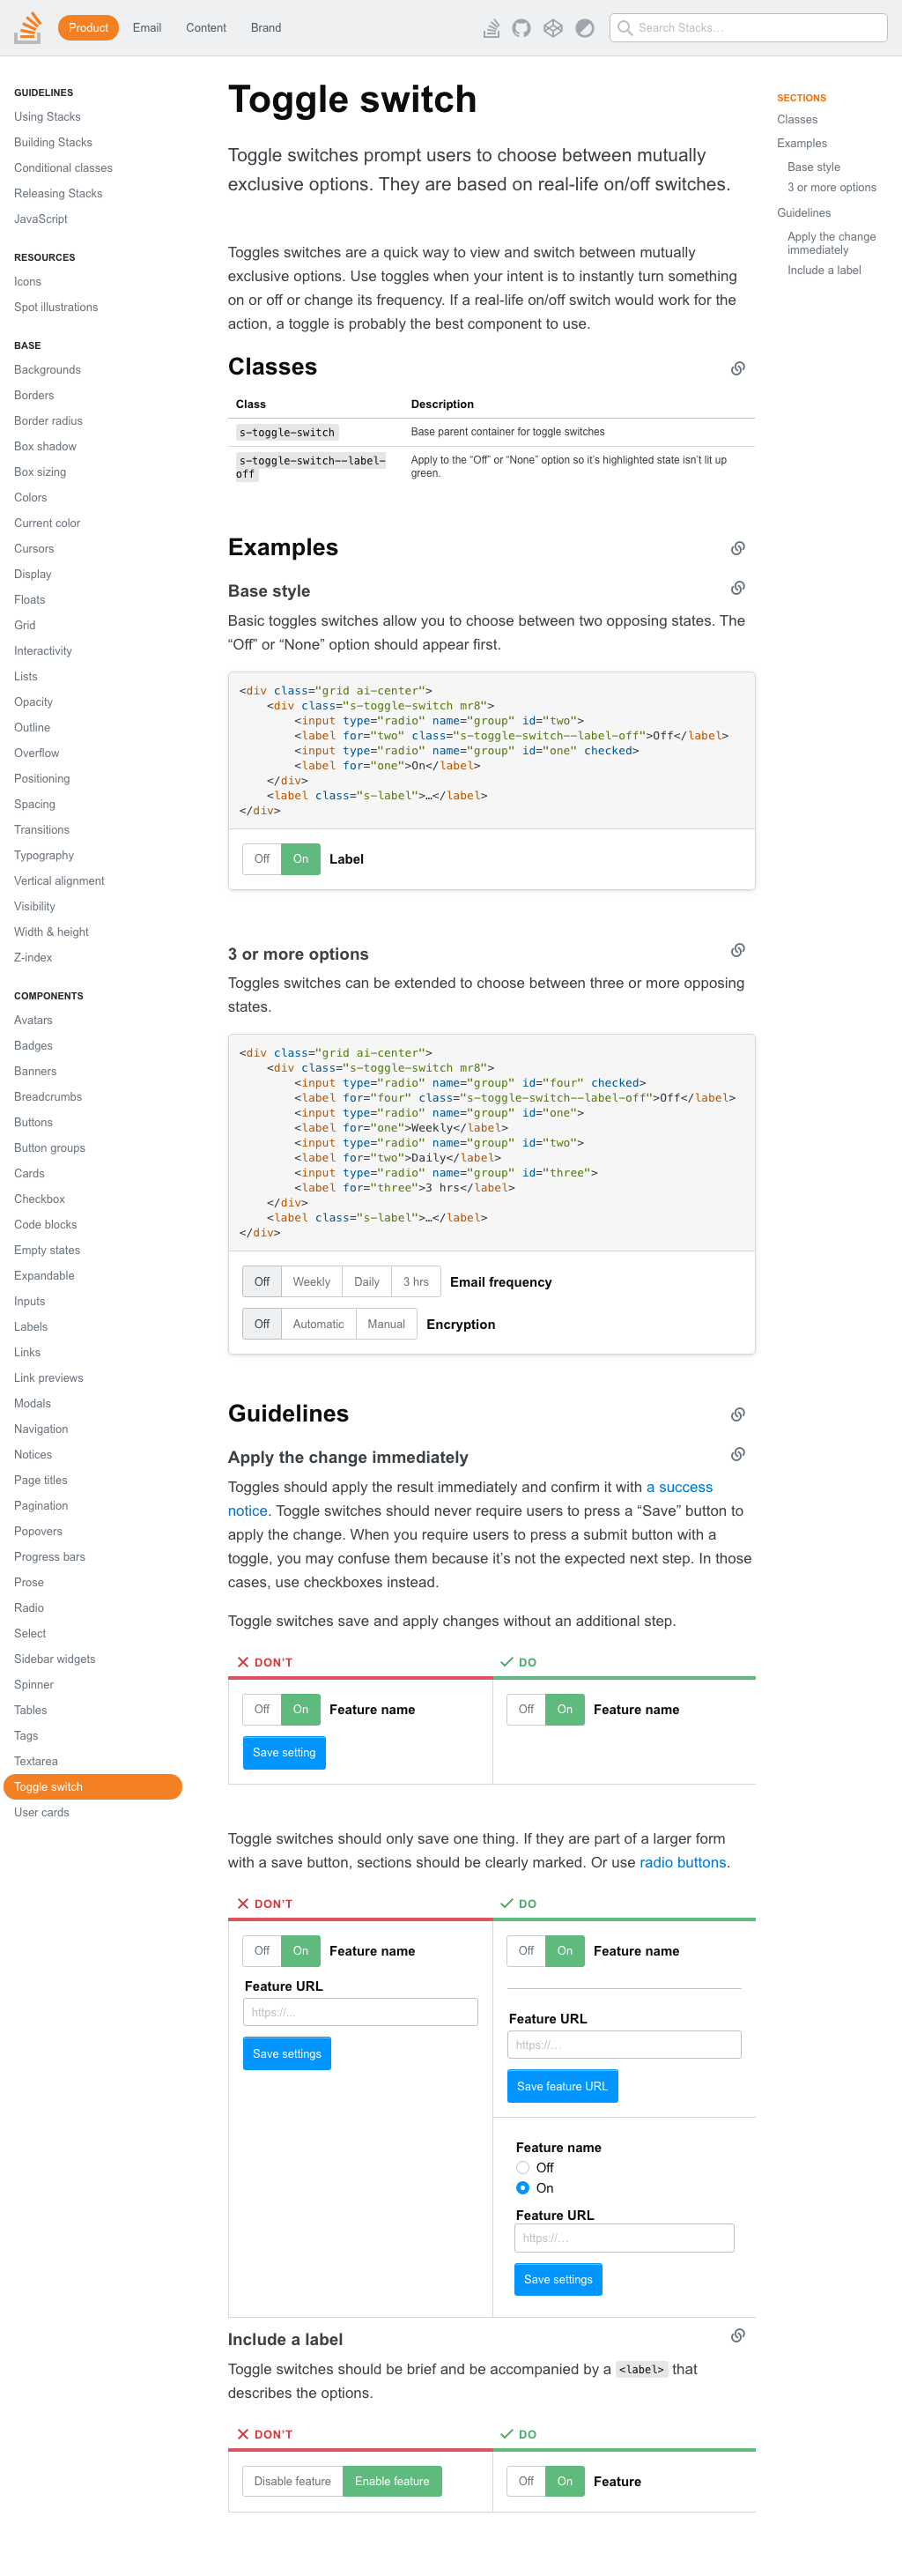 Product
Email
Content
Brand
Search Stacks…
GUIDELINES
Using Stacks
Building Stacks
Conditional classes
Releasing Stacks
JavaScript
RESOURCES
Icons
Spot illustrations
BASE
Backgrounds
Borders
Border radius
Box shadow
Box sizing
Colors
Current color
Cursors
Display
Floats
Grid
Interactivity
Lists
Opacity
Outline
Overflow
Positioning
Spacing
Transitions
Typography
Vertical alignment
Visibility
Width & height
Z-index
COMPONENTS
Avatars
Badges
Banners
Breadcrumbs
Buttons
Button groups
Cards
Checkbox
Code blocks
Empty states
Expandable
Inputs
Labels
Links
Link previews
Modals
Navigation
Notices
Page titles
Pagination
Popovers
Progress bars
Prose
Radio
Select
Sidebar widgets
Spinner
Tables
Tags
Textarea
Toggle switch
User cards
Toggle switch
Toggle switches prompt users to choose between mutually
exclusive options. They are based on real-life on/off switches.
Toggles switches are a quick way to view and switch between mutually
exclusive options. Use toggles when your intent is to instantly turn something
on or off or change its frequency. If a real-life on/off switch would work for the
action, a toggle is probably the best component to use.
Classes
Class Description
s-toggle-switch Base parent container for toggle switches
s-toggle-switch--label- Apply to the “Off” or “None” option so it’s highlighted state isn’t lit up
off green.
Examples
Base style
Basic toggles switches allow you to choose between two opposing states. The
“Off” or “None” option should appear first.
<div class="grid ai-center">
<div class="s-toggle-switch mr8">
<input type="radio" name="group" id="two">
<label for="two" class="s-toggle-switch--label-off">Off</label>
<input type="radio" name="group" id="one" checked>
<label for="one">On</label>
</div>
<label class="s-label">…</label>
</div>
Off On Label
3 or more options
Toggles switches can be extended to choose between three or more opposing
states.
<div class="grid ai-center">
<div class="s-toggle-switch mr8">
<input type="radio" name="group" id="four" checked>
<label for="four" class="s-toggle-switch--label-off">Off</label>
<input type="radio" name="group" id="one">
<label for="one">Weekly</label>
<input type="radio" name="group" id="two">
<label for="two">Daily</label>
<input type="radio" name="group" id="three">
<label for="three">3 hrs</label>
</div>
<label class="s-label">…</label>
</div>
Off Weekly Daily 3 hrs Email frequency
Off Automatic Manual Encryption
Guidelines
Apply the change immediately
Toggles should apply the result immediately and confirm it with a success
notice. Toggle switches should never require users to press a “Save” button to
apply the change. When you require users to press a submit button with a
toggle, you may confuse them because it’s not the expected next step. In those
cases, use checkboxes instead.
Toggle switches save and apply changes without an additional step.
DON'T
Off On Feature name
Save setting
DO
Off On Feature name
Toggle switches should only save one thing. If they are part of a larger form
with a save button, sections should be clearly marked. Or use radio buttons.
DON'T
Off On Feature name
Feature URL
https://…
Save settings
DO
Off On Feature name
Feature URL
https://…
Save feature URL
Feature name
Off
On
Feature URL
https://…
Save settings
Include a label
Toggle switches should be brief and be accompanied by a <label> that
describes the options.
DON'T
Disable feature Enable feature
DO
Off On Feature
SECTIONS
Classes
Examples
Base style
3 or more options
Guidelines
Apply the change
immediately
Include a label